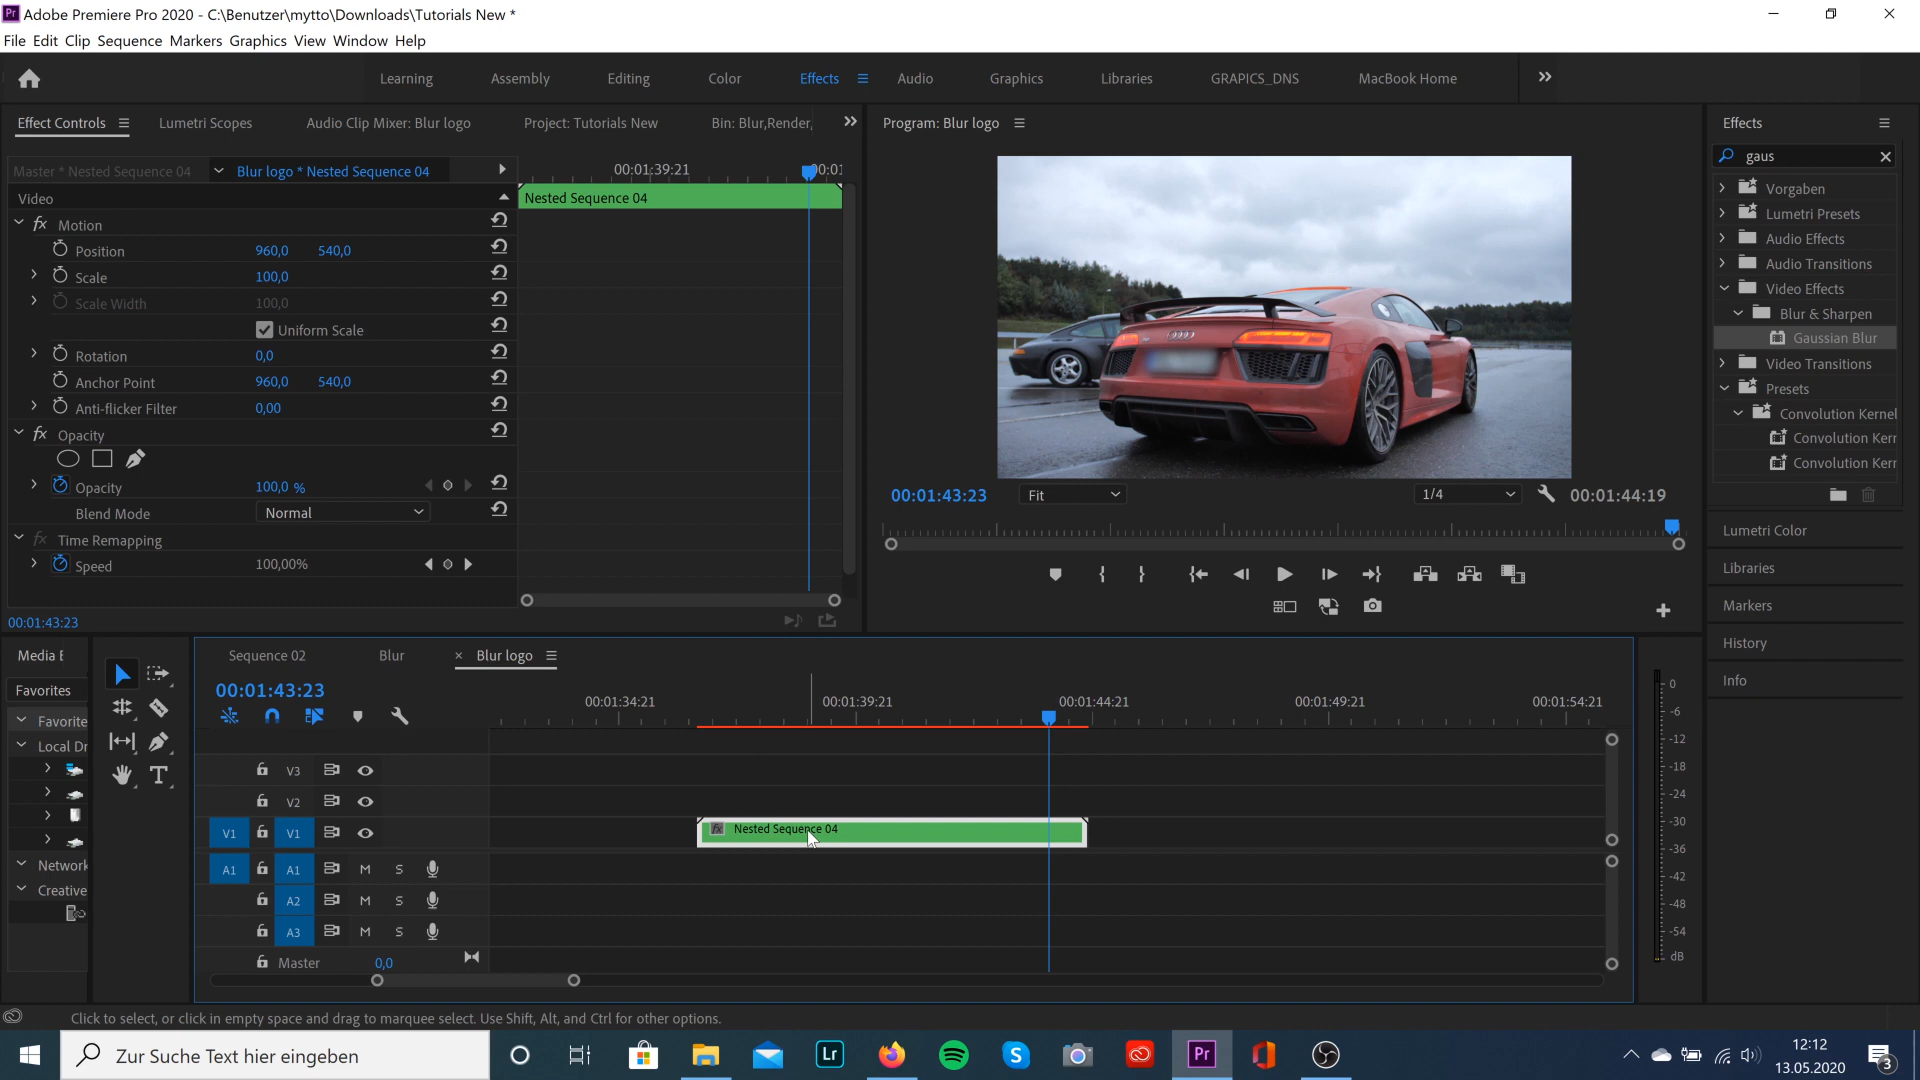 Adobe Premiere Pro 2020 - C:\Benutzer\mytto\Downloads\Tutorials New *
File Edit Clip Sequence Markers Graphics View Window Help
Learning Assembly Editing Color Effects Audio Graphics Libraries GRAPICS_DNS MacBook Home
Effect Controls Lumetri Scopes Audio Clip Mixer: Blur logo Project: Tutorials New Bin: Blur,Render,
Master * Nested Sequence 04 Blur logo * Nested Sequence 04
00:01:39:21 00:01:
Video
Nested Sequence 04
fx Motion
Position 960,0 540,0
Scale 100,0
Scale Width 100,0
Uniform Scale
Rotation 0,0
Anchor Point 960,0 540,0
Anti-flicker Filter 0,00
fx Opacity
Opacity 100,0 %
Blend Mode Normal
fx Time Remapping
Speed 100,00%
00:01:43:23
Program: Blur logo
00:01:43:23 Fit 1/4 00:01:44:19
Effects
gaus
Vorgaben
Lumetri Presets
Audio Effects
Audio Transitions
Video Effects
Blur & Sharpen
Gaussian Blur
Video Transitions
Presets
Convolution Kernel
Convolution Kerr
Convolution Kerr
Lumetri Color
Libraries
Markers
History
Info
Media E
Favorites
Favorite
Local Dr
Network
Creative
Sequence 02 Blur × Blur logo
00:01:43:23
00:01:34:21 00:01:39:21 00:01:44:21 00:01:49:21 00:01:54:21
V3
V2
V1 V1
fx Nested Sequence 04
A1 A1 M S
A2 M S
A3 M S
Master 0,0
0
-6
-12
-18
-24
-30
-36
-42
-48
-54
dB
Click to select, or click in empty space and drag to marquee select. Use Shift, Alt, and Ctrl for other options.
Zur Suche Text hier eingeben
Lr
Pr
12:12
13.05.2020
3